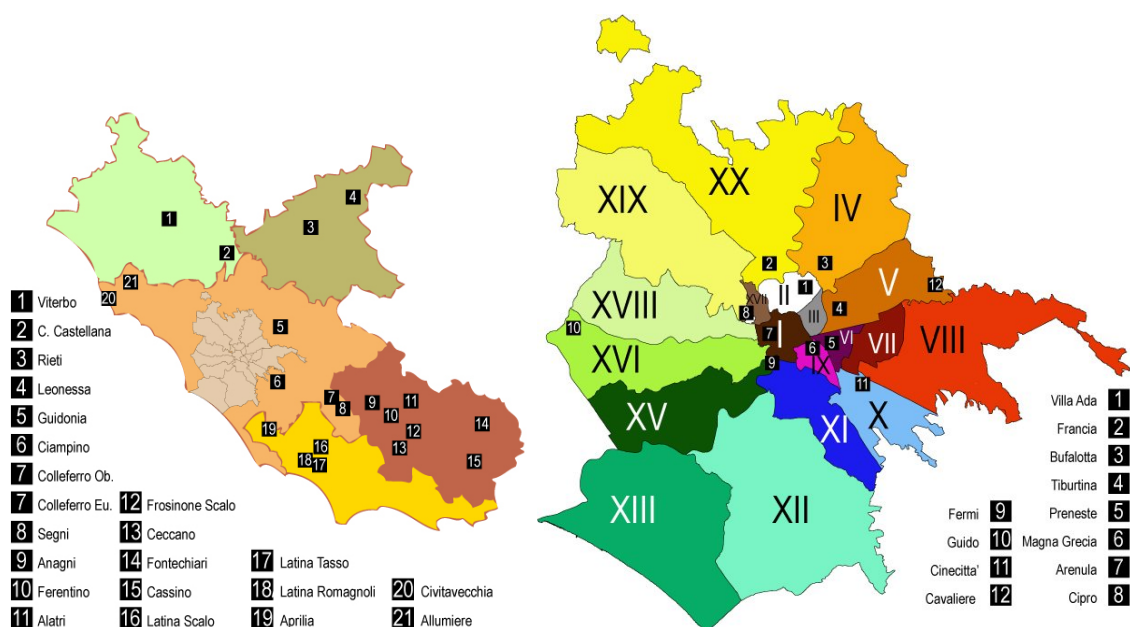 1
4
3
2
21
20
5
6
7
8
9
10
11
12
13
14
15
19
16
18
17
1 Viterbo
2 C. Castellana
3 Rieti
4 Leonessa
5 Guidonia
6 Ciampino
7 Colleferro Ob.
7 Colleferro Eu.
8 Segni
9 Anagni
10 Ferentino
11 Alatri
12 Frosinone Scalo
13 Ceccano
14 Fontechiari
15 Cassino
16 Latina Scalo
17 Latina Tasso
18 Latina Romagnoli
19 Aprilia
20 Civitavecchia
21 Allumiere
XX
XIX
IV
2
3
V
12
XVII
II
1
XVIII
8
III
4
10
7
I
VI
VII
VIII
6
5
XVI
9
IX
11
XV
XI
X
XIII
XII
Villa Ada 1
Francia 2
Bufalotta 3
Tiburtina 4
Preneste 5
Magna Grecia 6
Arenula 7
Cipro 8
Fermi 9
Guido 10
Cinecitta' 11
Cavaliere 12